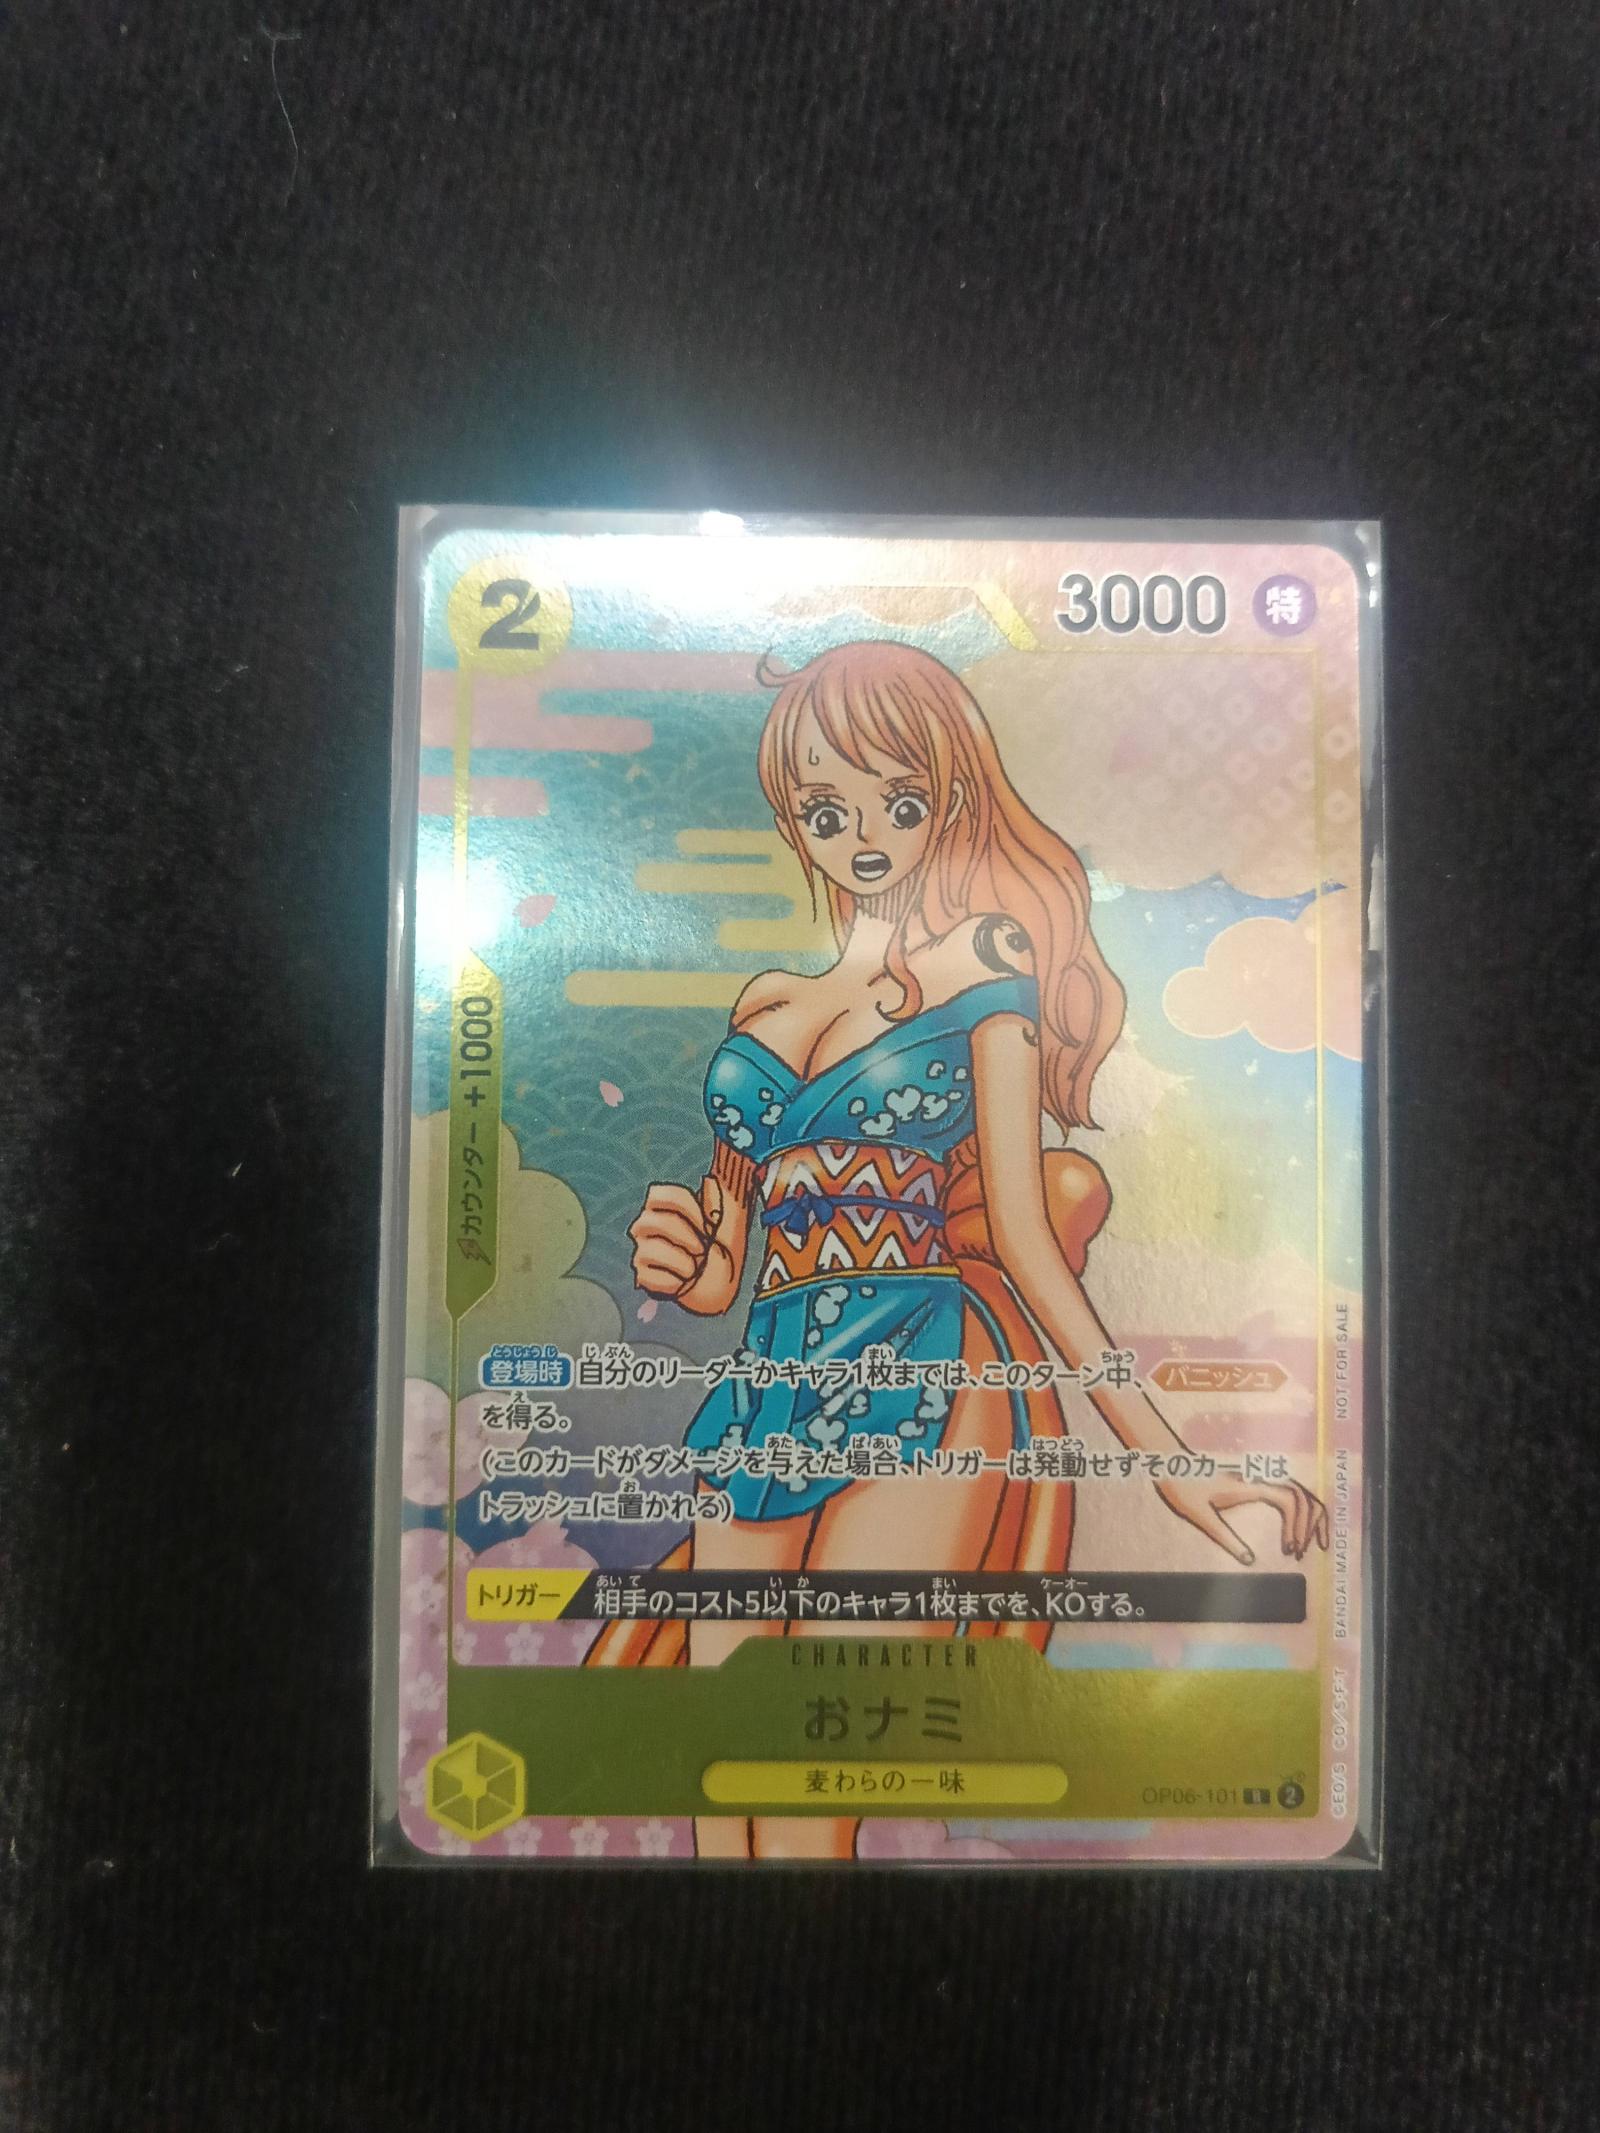 2
3000 特
カウンター +1000
登場時 自分のリーダーかキャラ1枚までは、このターン中、バニッシュ
を得る。
(このカードがダメージを与えた場合、トリガーは発動せずそのカードは
トラッシュに置かれる)
トリガー 相手のコスト5以下のキャラ1枚までを、KOする。
CHARACTER
おナミ
麦わらの一味
OP06-101 R 2
©EO/S CO/S·F·T BANDAI MADE IN JAPAN NOT FOR SALE